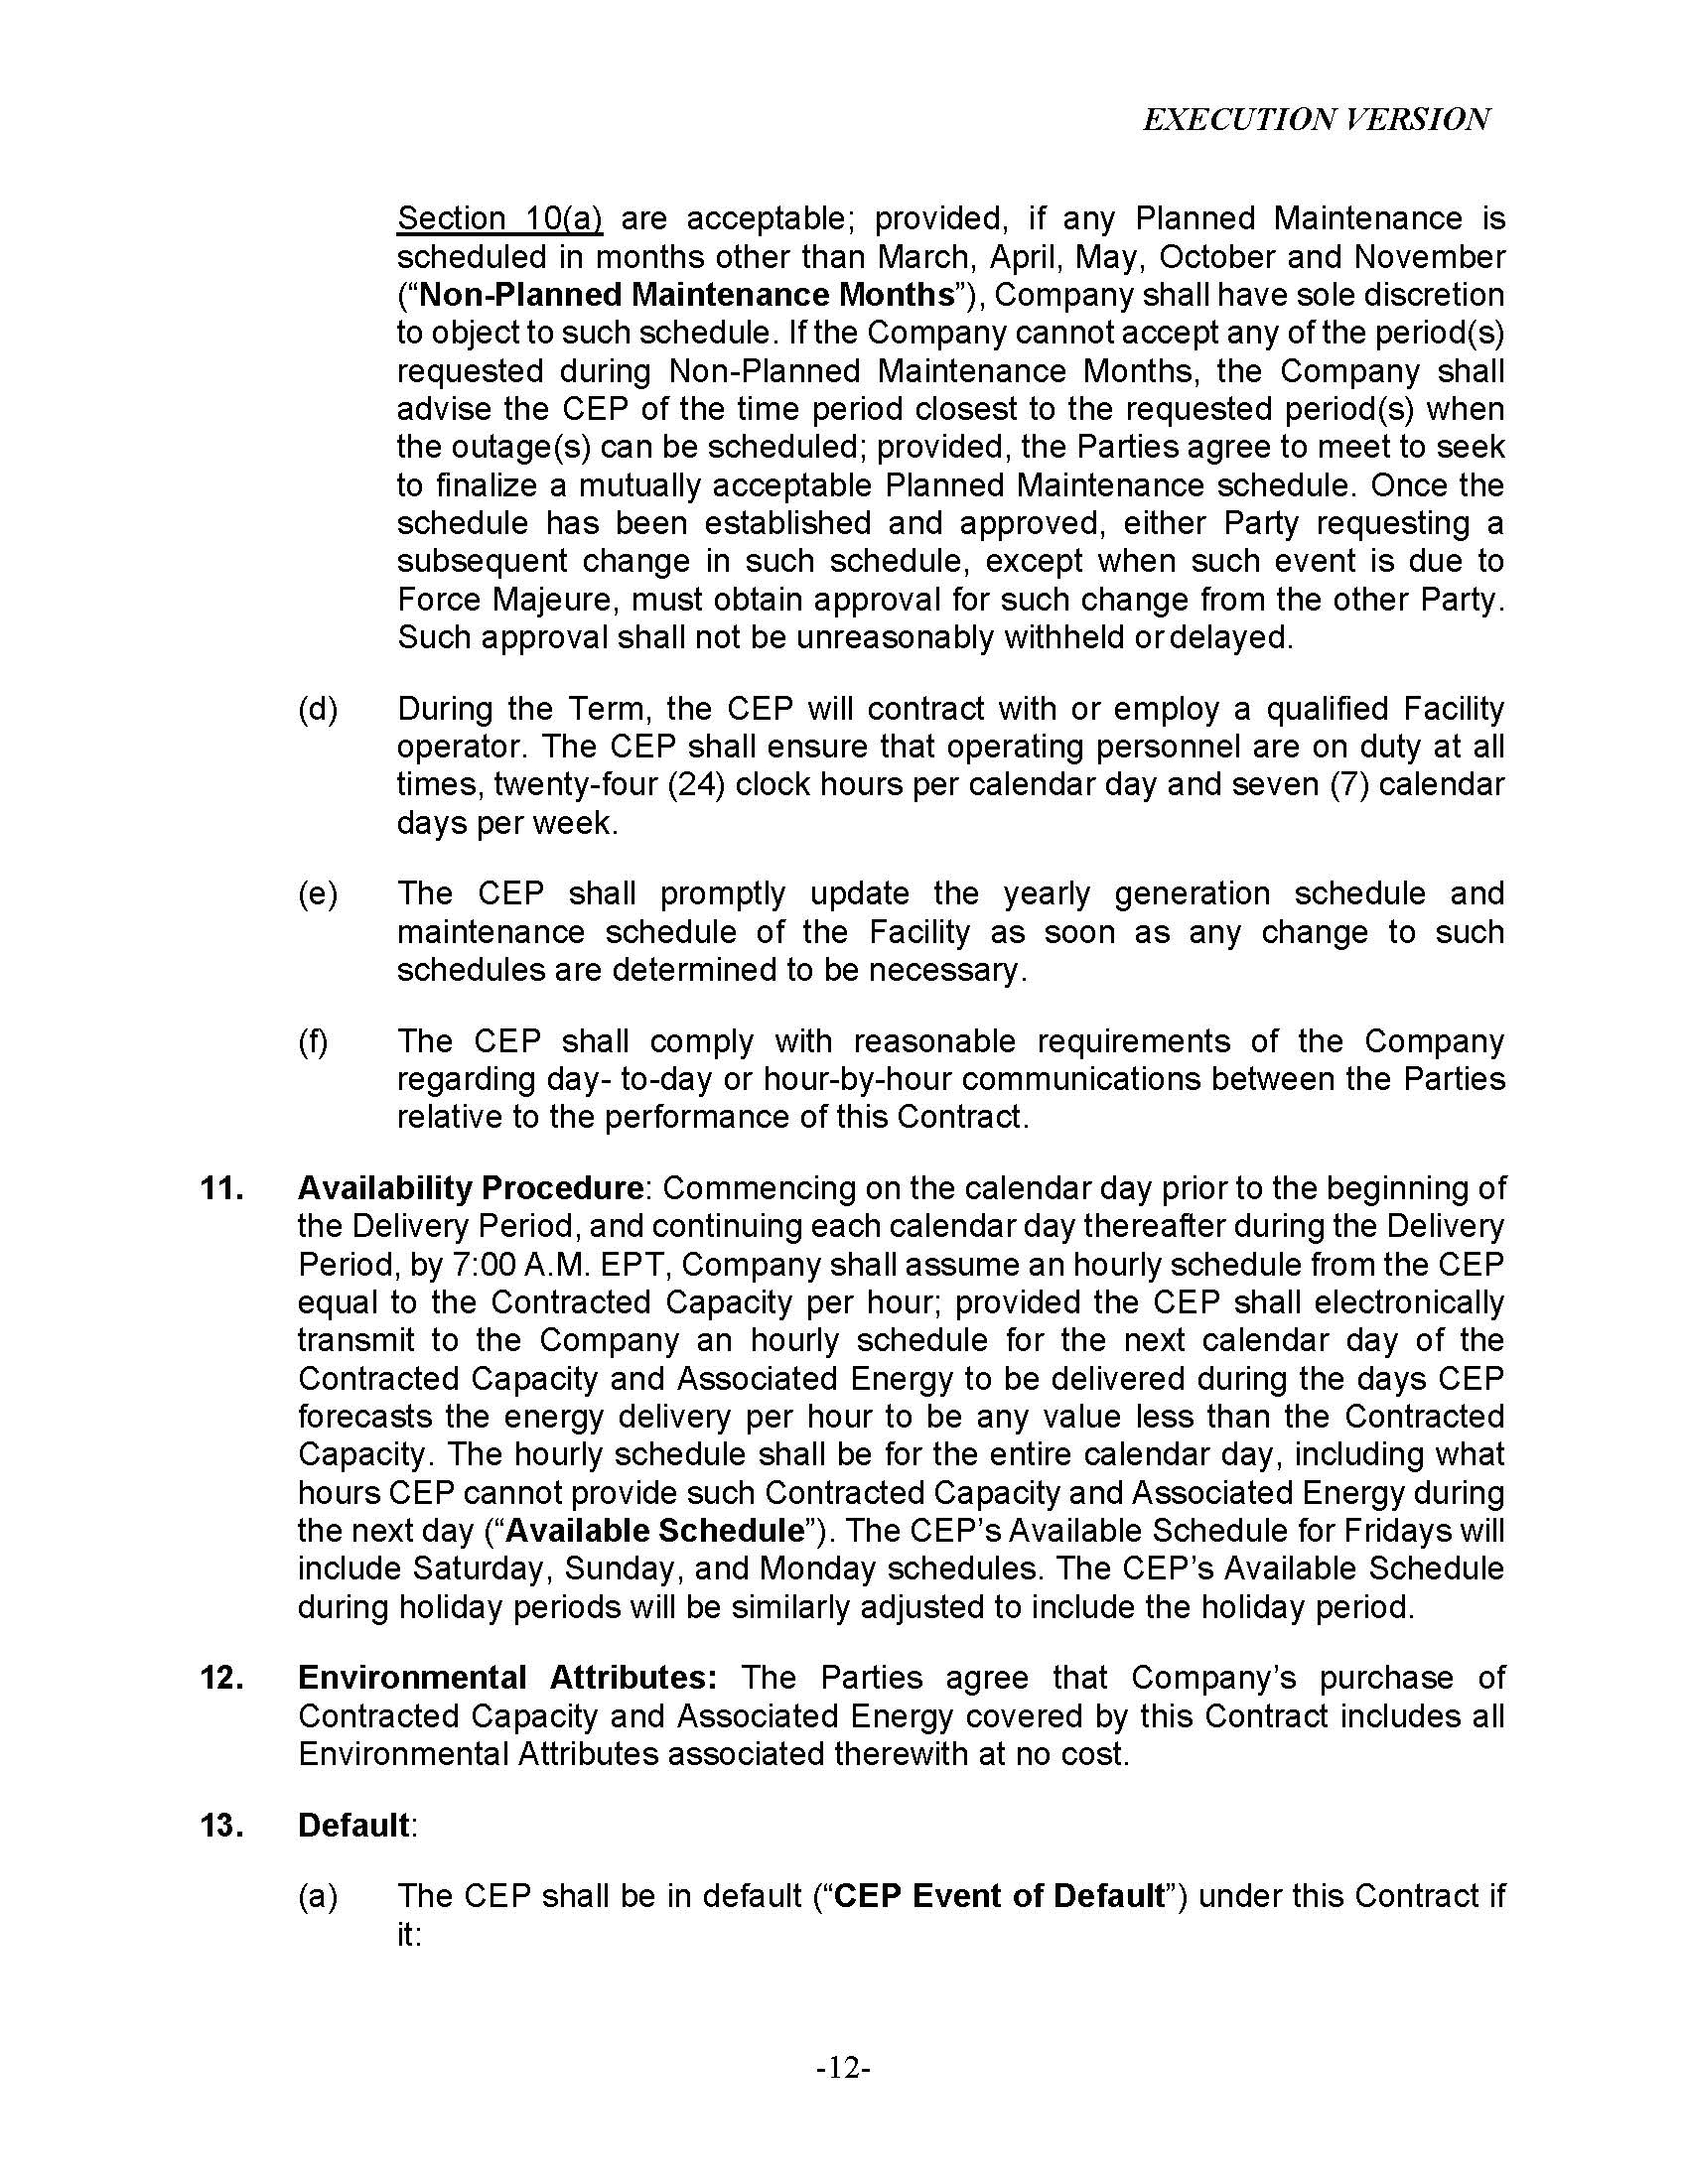 EXECUTION VERSION
Section 10(a) are acceptable; provided, if any Planned Maintenance is
scheduled in months other than March, April, May, October and November
(“Non-Planned Maintenance Months”), Company shall have sole discretion
to object to such schedule. If the Company cannot accept any of the period(s)
requested during Non-Planned Maintenance Months, the Company shall
advise the CEP of the time period closest to the requested period(s) when
the outage(s) can be scheduled; provided, the Parties agree to meet to seek
to finalize a mutually acceptable Planned Maintenance schedule. Once the
schedule has been established and approved, either Party requesting a
subsequent change in such schedule, except when such event is due to
Force Majeure, must obtain approval for such change from the other Party.
Such approval shall not be unreasonably withheld or delayed.
(d) During the Term, the CEP will contract with or employ a qualified Facility
operator. The CEP shall ensure that operating personnel are on duty at all
times, twenty-four (24) clock hours per calendar day and seven (7) calendar
days per week.
(e) The CEP shall promptly update the yearly generation schedule and
maintenance schedule of the Facility as soon as any change to such
schedules are determined to be necessary.
(f) The CEP shall comply with reasonable requirements of the Company
regarding day- to-day or hour-by-hour communications between the Parties
relative to the performance of this Contract.
11. Availability Procedure: Commencing on the calendar day prior to the beginning of
the Delivery Period, and continuing each calendar day thereafter during the Delivery
Period, by 7:00 A.M. EPT, Company shall assume an hourly schedule from the CEP
equal to the Contracted Capacity per hour; provided the CEP shall electronically
transmit to the Company an hourly schedule for the next calendar day of the
Contracted Capacity and Associated Energy to be delivered during the days CEP
forecasts the energy delivery per hour to be any value less than the Contracted
Capacity. The hourly schedule shall be for the entire calendar day, including what
hours CEP cannot provide such Contracted Capacity and Associated Energy during
the next day (“Available Schedule”). The CEP’s Available Schedule for Fridays will
include Saturday, Sunday, and Monday schedules. The CEP’s Available Schedule
during holiday periods will be similarly adjusted to include the holiday period.
12. Environmental Attributes: The Parties agree that Company’s purchase of
Contracted Capacity and Associated Energy covered by this Contract includes all
Environmental Attributes associated therewith at no cost.
13. Default:
(a) The CEP shall be in default (“CEP Event of Default”) under this Contract if
it:
-12-